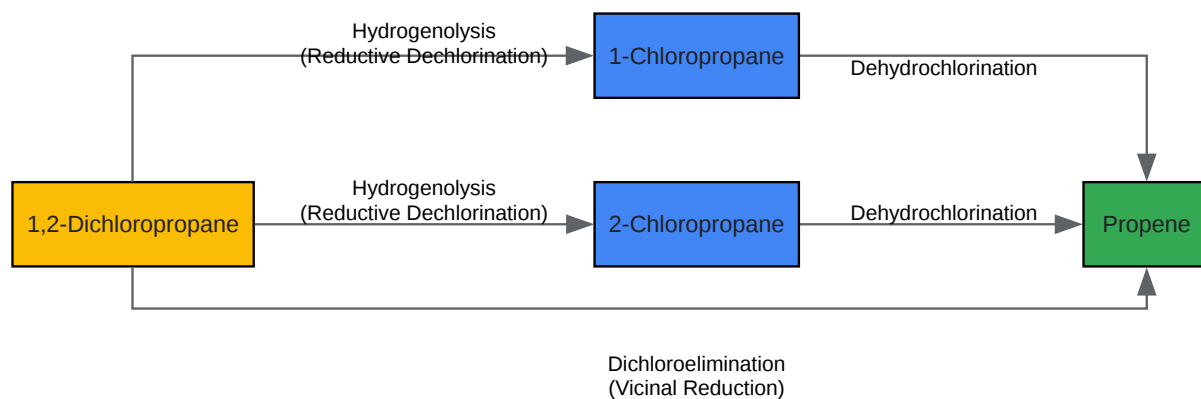 Hydrogenolysis
(Reductive Dechlorination)
1-Chloropropane
Dehydrochlorination
1,2-Dichloropropane
Hydrogenolysis
(Reductive Dechlorination)
2-Chloropropane
Dehydrochlorination
Propene
Dichloroelimination
(Vicinal Reduction)